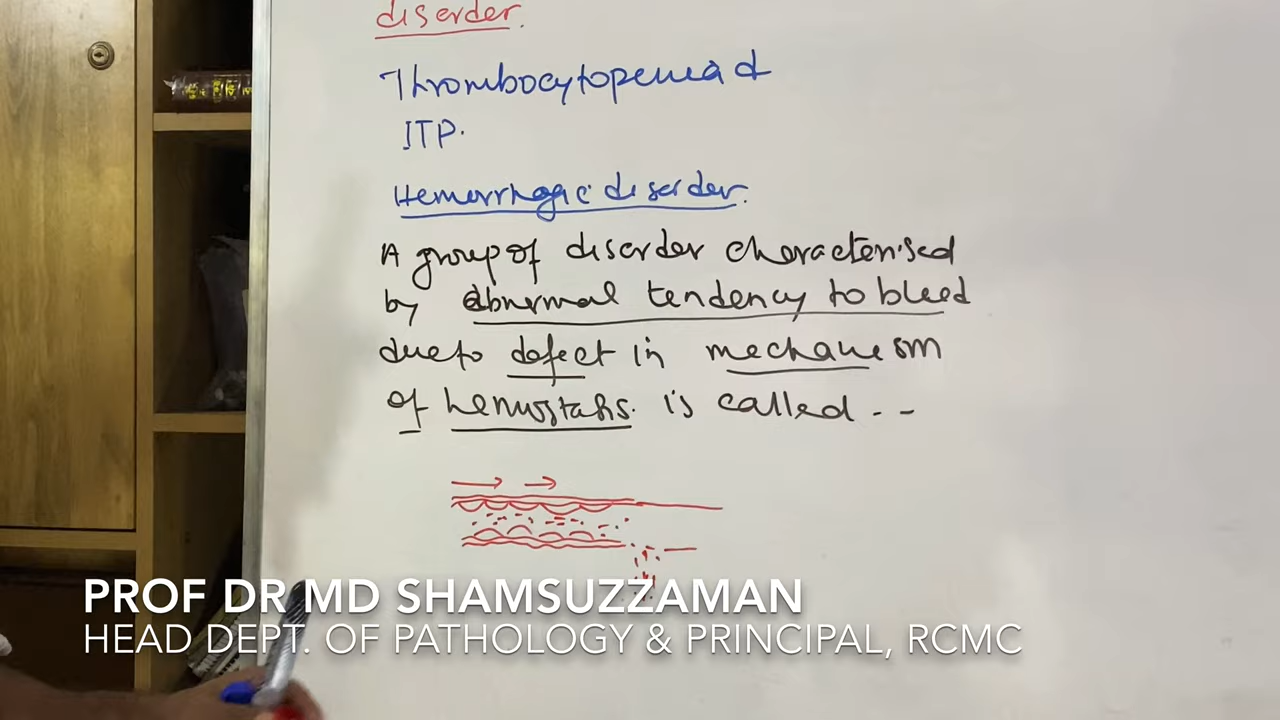 disorder.
Thrombocytopenia &
ITP.
Hemorrhagic disorder.
A group of disorder characterised
by abnormal tendency to bleed
due to defect in mechanism
of hemostasis. is called - -
PROF DR MD SHAMSUZZAMAN
HEAD DEPT. OF PATHOLOGY & PRINCIPAL, RCMC